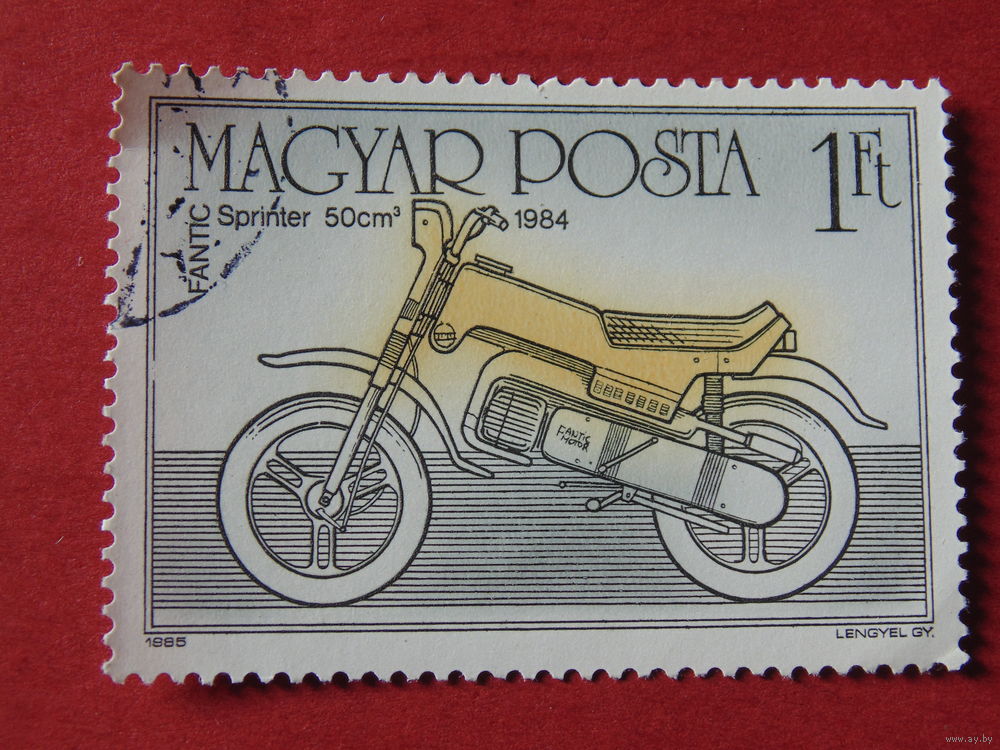 MAGYAR POSTA 1Ft
FANTIC Sprinter 50cm³ 1984
FANTIC
MOTOR
1985 LENGYEL GY.
www.ay.by